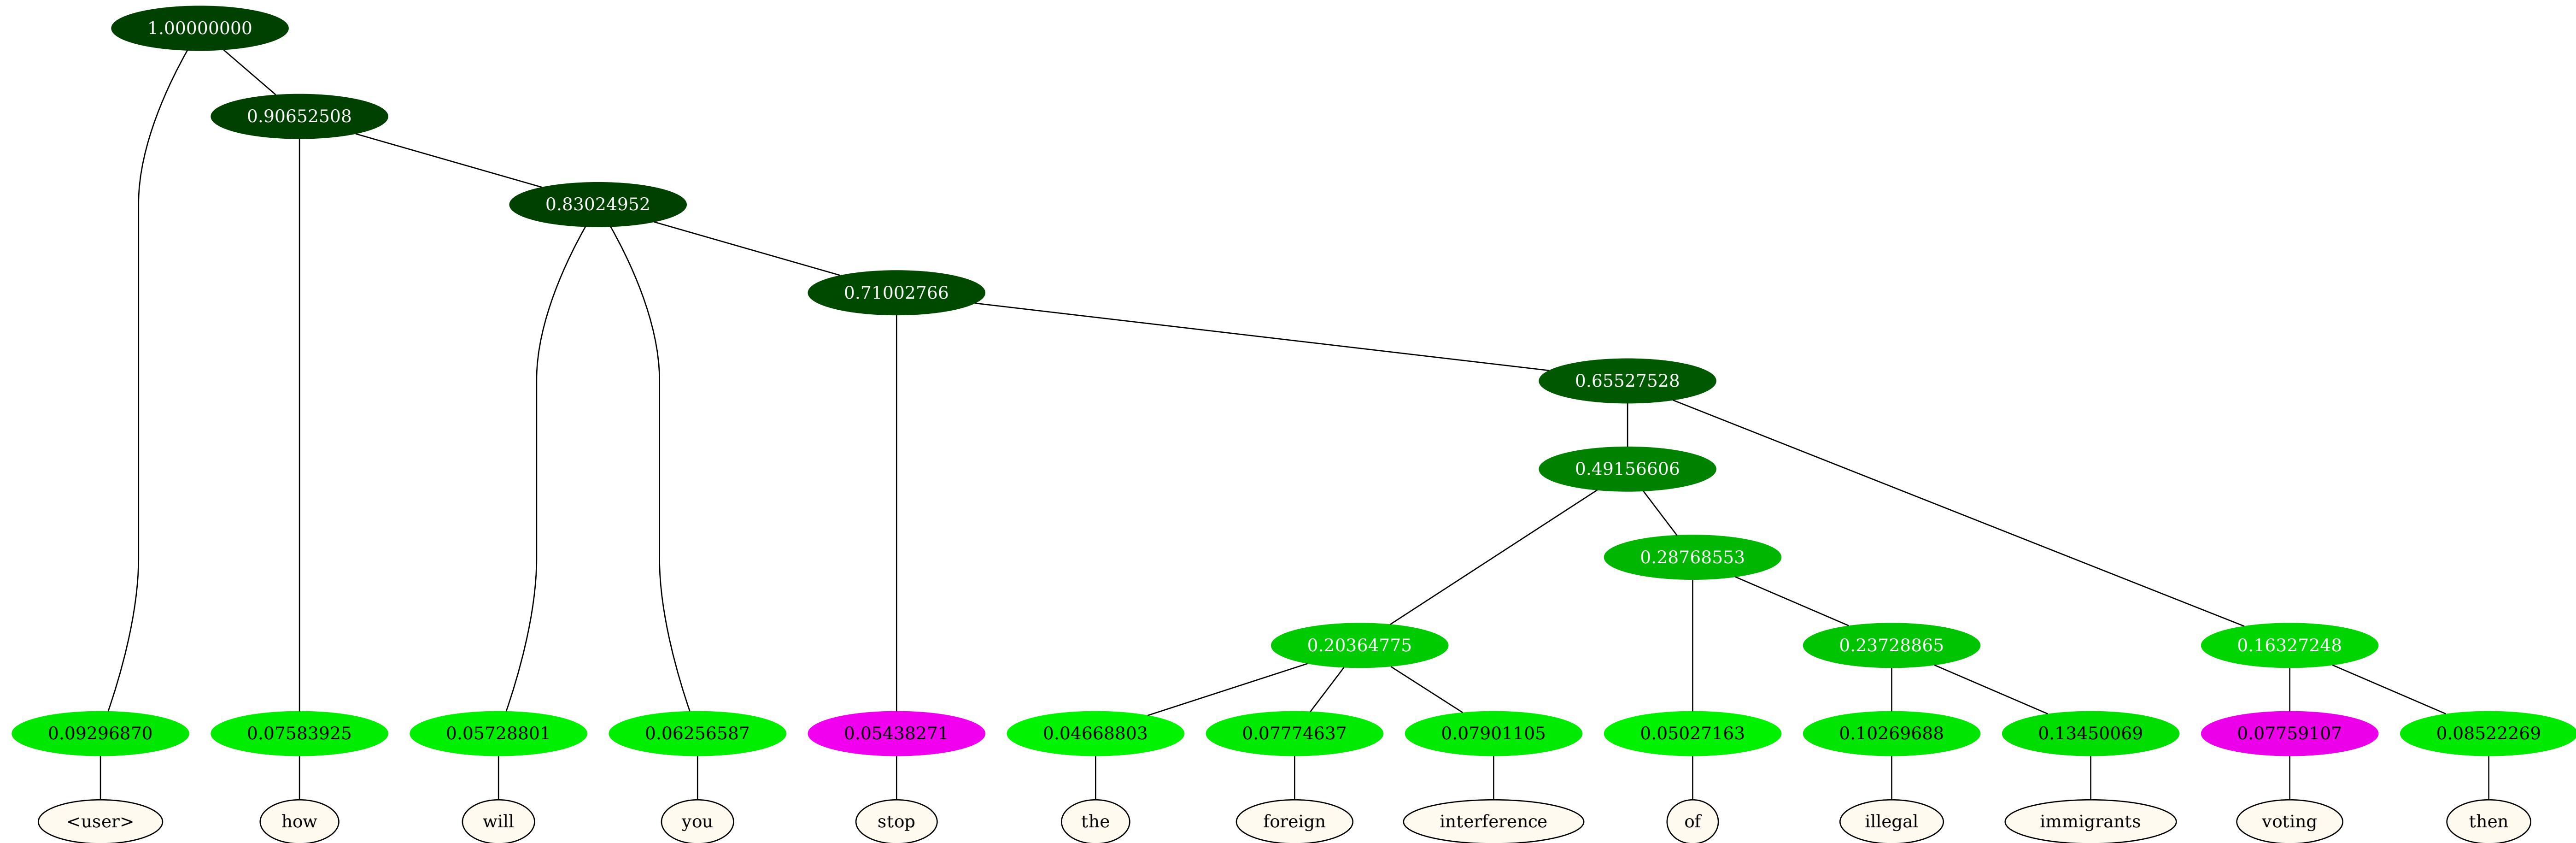 1.00000000
0.90652508
0.83024952
0.71002766
0.65527528
0.49156606
0.28768553
0.20364775 0.23728865 0.16327248
0.09296870 0.07583925 0.05728801 0.06256587 0.05438271 0.04668803 0.07774637 0.07901105 0.05027163 0.10269688 0.13450069 0.07759107 0.08522269
<user> how will you stop the foreign interference of illegal immigrants voting then